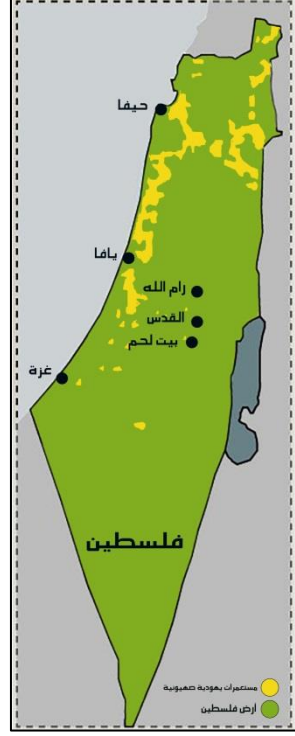 حيفا
يافا
رام الله
القدس
بيت لحم
غزة
فلسطين
مستعمرات يهودية صهيونية
أرض فلسطين